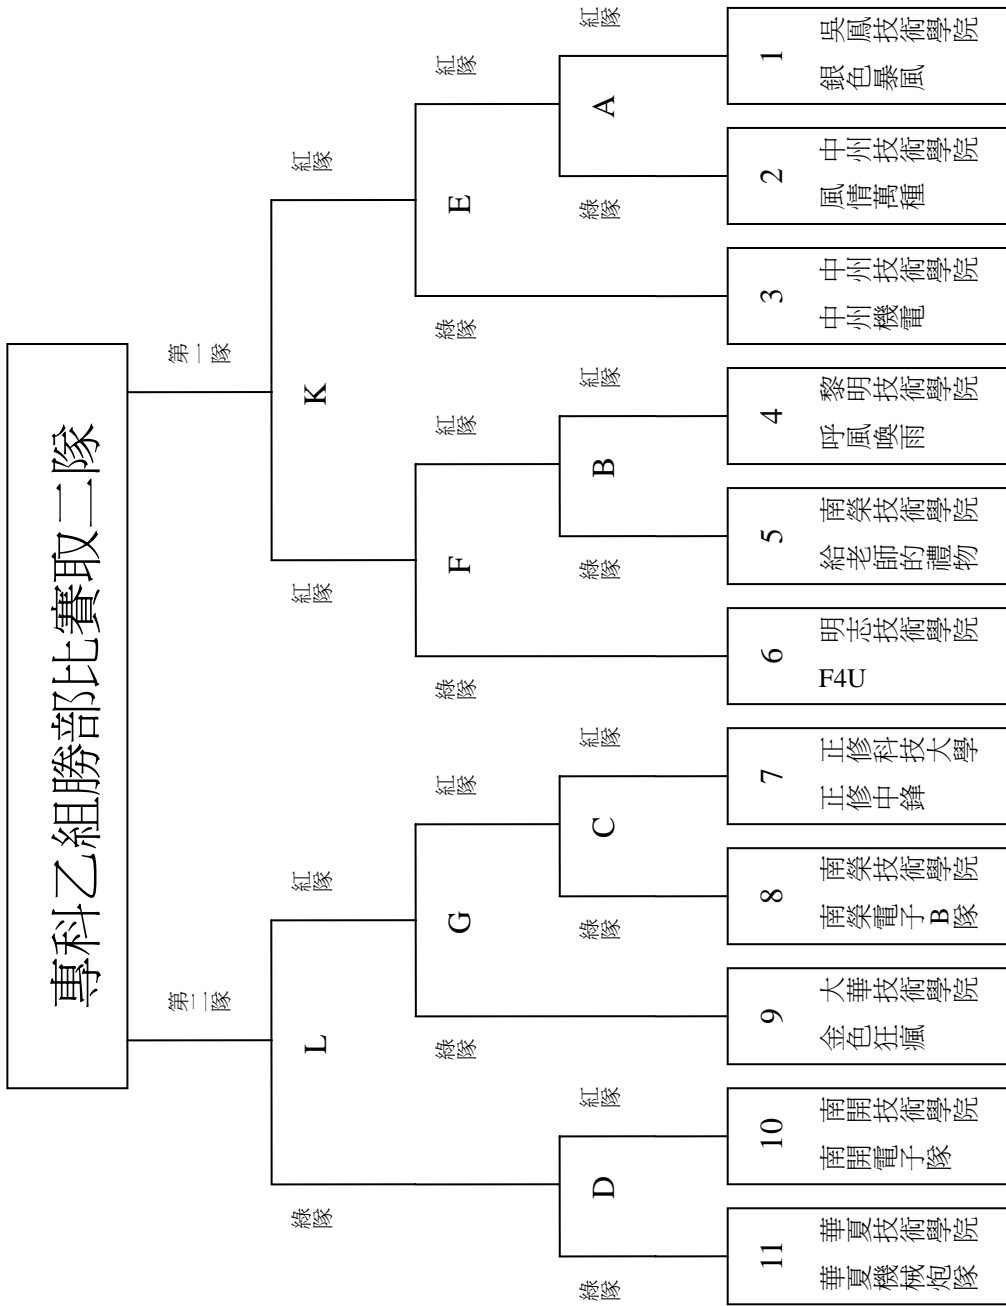 專科乙組勝部比賽取二隊
第二隊
第一隊
綠隊
紅隊
紅隊
紅隊
L
K
綠隊
紅隊
綠隊
紅隊
綠隊
紅隊
G
F
E
綠隊
紅隊
綠隊
紅隊
綠隊
紅隊
綠隊
紅隊
D
C
B
A
11
華夏技術學院
華夏機械炮隊
10
南開技術學院
南開電子隊
9
大華技術學院
金色狂瘋
8
南榮技術學院
南榮電子B隊
7
正修科技大學
正修中鋒
6
明志技術學院
F4U
5
南榮技術學院
給老師的禮物
4
黎明技術學院
呼風喚雨
3
中州技術學院
中州機電
2
中州技術學院
風情萬種
1
吳鳳技術學院
銀色暴風